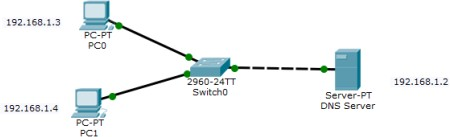 192.168.1.3
PC-PT
PC0
192.168.1.4
PC-PT
PC1
2960-24TT
Switch0
Server-PT
DNS Server
192.168.1.2